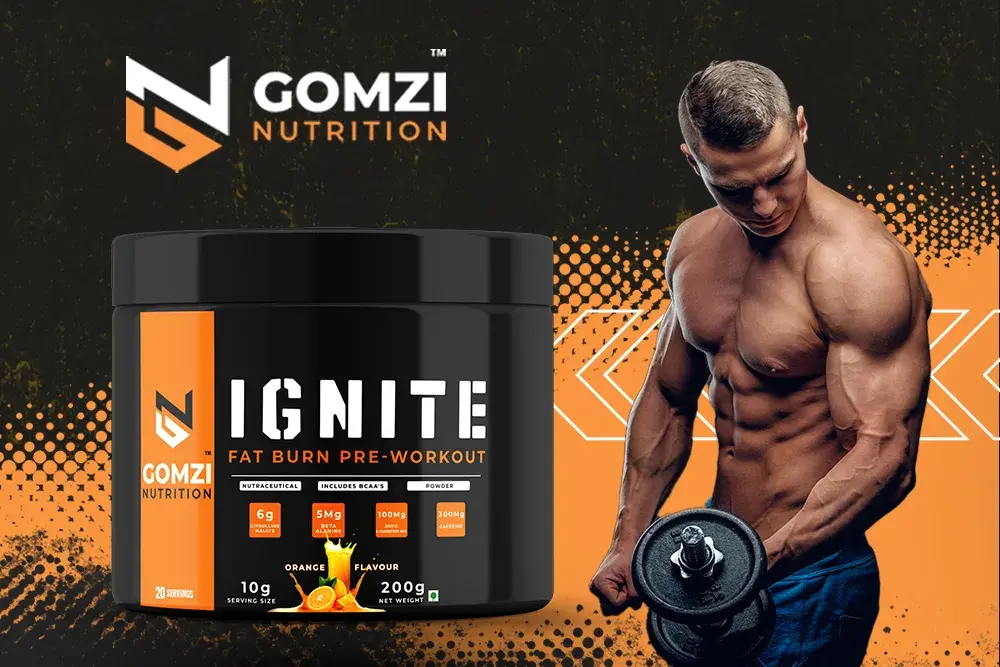 GOMZI™
NUTRITION
IGNITE
FAT BURN PRE-WORKOUT
NUTRACEUTICAL INCLUDES BCAA'S POWDER
6g 5Mg 100Mg 300Mg
CITRULLINE BETA CAFFEINE
MALATE ALANINE
GOMZI™
NUTRITION
ORANGE FLAVOUR
10g 200g
SERVING SIZE NET WEIGHT
20 SERVINGS